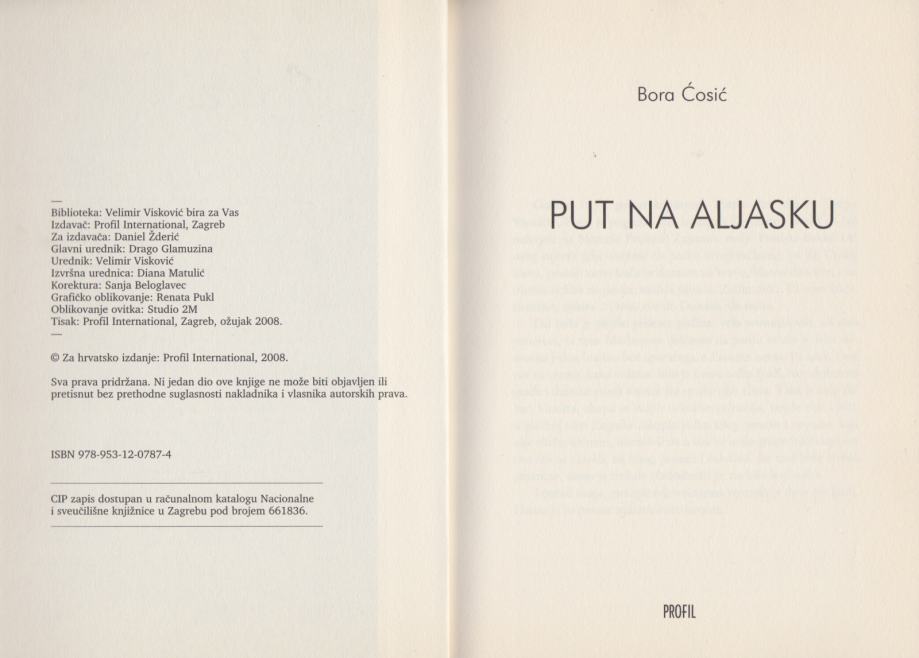 —
Biblioteka: Velimir Visković bira za Vas
Izdavač: Profil International, Zagreb
Za izdavača: Daniel Žderić
Glavni urednik: Drago Glamuzina
Urednik: Velimir Visković
Izvršna urednica: Diana Matulić
Korektura: Sanja Beloglavec
Grafičko oblikovanje: Renata Pukl
Oblikovanje ovitka: Studio 2M
Tisak: Profil International, Zagreb, ožujak 2008.
—
© Za hrvatsko izdanje: Profil International, 2008.
Sva prava pridržana. Ni jedan dio ove knjige ne može biti objavljen ili
pretisnut bez prethodne suglasnosti nakladnika i vlasnika autorskih prava.
ISBN 978-953-12-0787-4
CIP zapis dostupan u računalnom katalogu Nacionalne
i sveučilišne knjižnice u Zagrebu pod brojem 661836.
Bora Ćosić
PUT NA ALJASKU
PROFIL